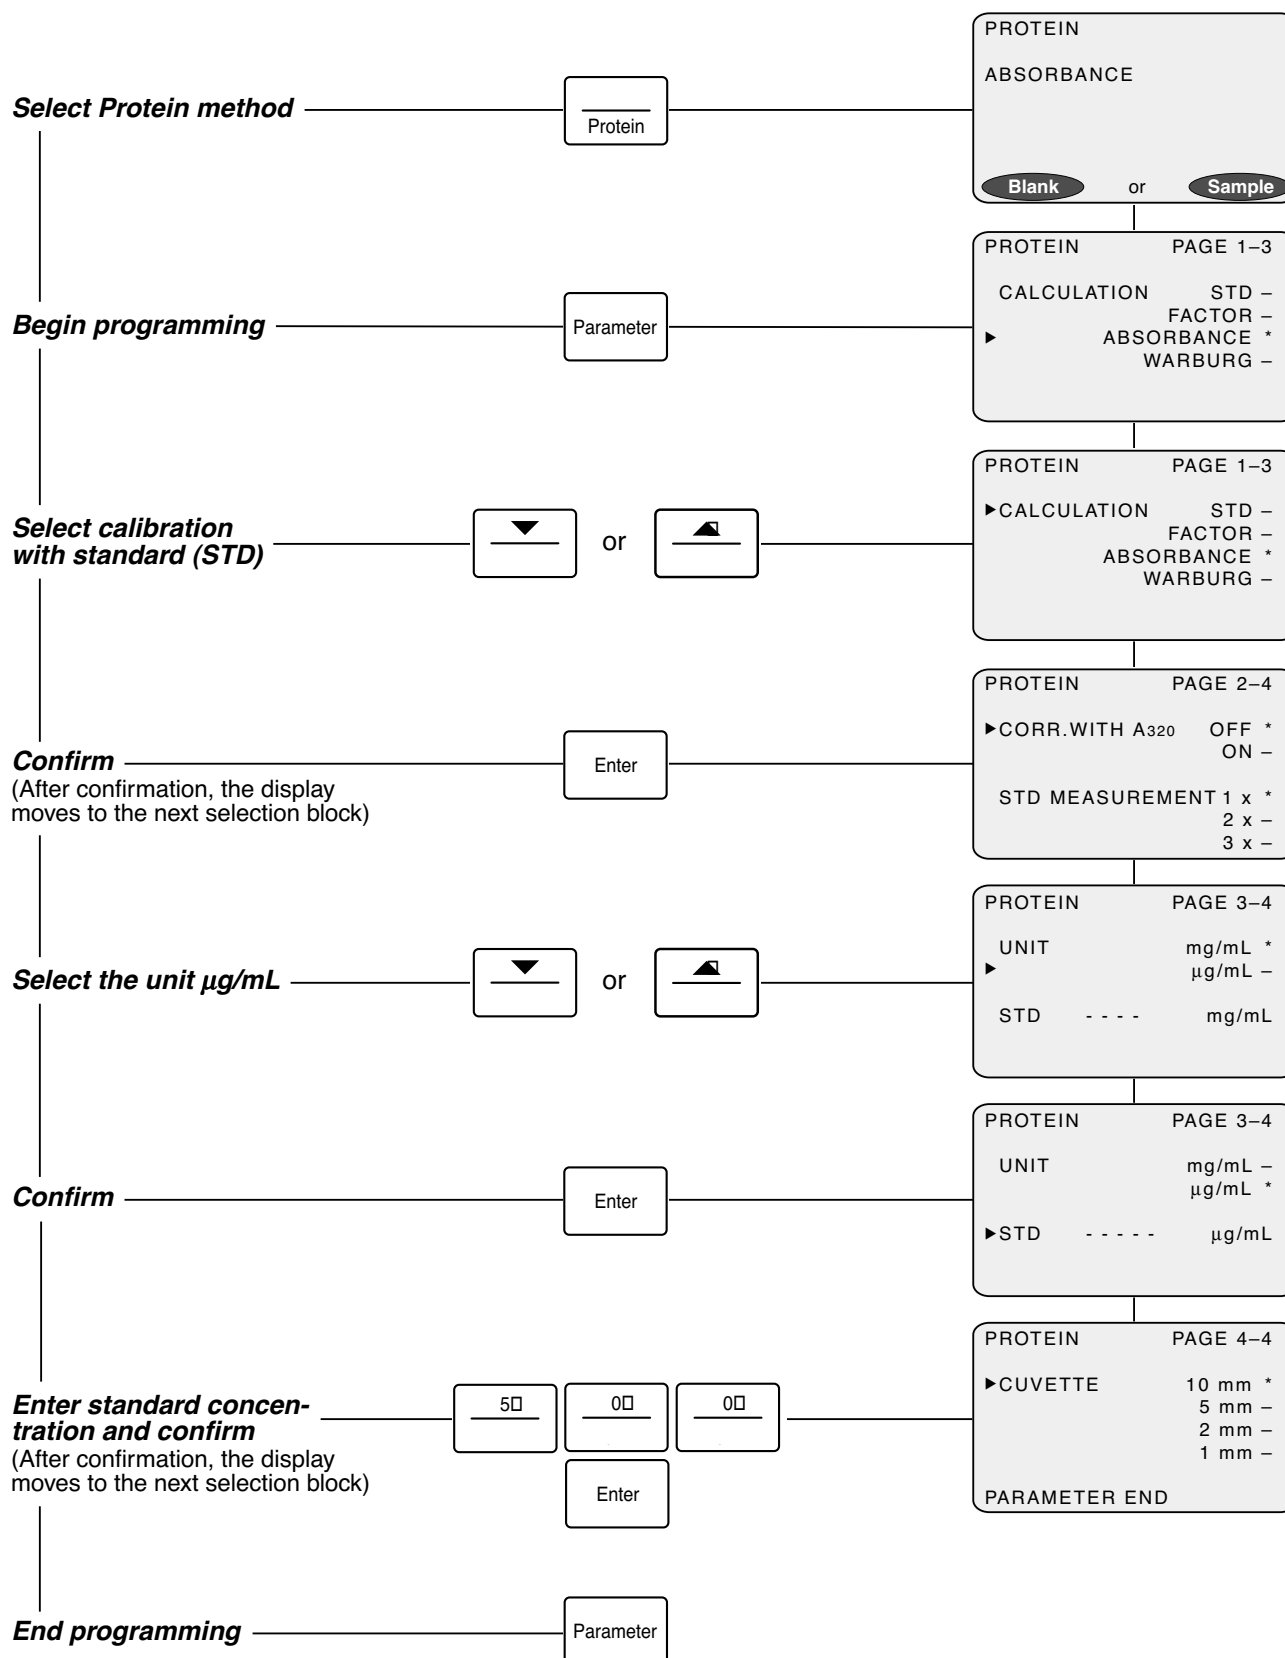 PROTEIN
ABSORBANCE
Select Protein method
Protein
Blank or Sample
PROTEIN PAGE 1–3
CALCULATION STD –
FACTOR –
▶ ABSORBANCE *
WARBURG –
Begin programming
Parameter
PROTEIN PAGE 1–3
▶CALCULATION STD –
FACTOR –
ABSORBANCE *
WARBURG –
Select calibration
with standard (STD)
or
PROTEIN PAGE 2–4
▶CORR.WITH A320 OFF *
ON –
STD MEASUREMENT 1 x *
2 x –
3 x –
Confirm
(After confirmation, the display
moves to the next selection block)
Enter
PROTEIN PAGE 3–4
UNIT mg/mL *
▶ µg/mL –
STD - - - - mg/mL
Select the unit µg/mL
or
PROTEIN PAGE 3–4
UNIT mg/mL –
µg/mL *
▶STD - - - - - µg/mL
Confirm
Enter
PROTEIN PAGE 4–4
▶CUVETTE 10 mm *
5 mm –
2 mm –
1 mm –
PARAMETER END
Enter standard concen-
tration and confirm
(After confirmation, the display
moves to the next selection block)
5 0 0
Enter
End programming
Parameter